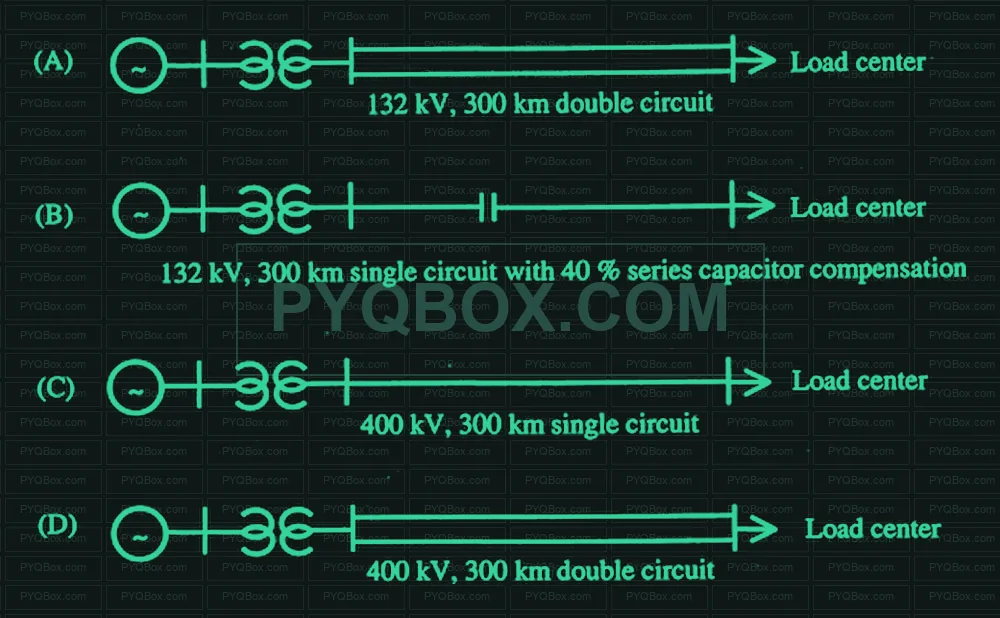 (A) ~ Load center
132 kV, 300 km double circuit
(B) ~ Load center
132 kV, 300 km single circuit with 40 % series capacitor compensation
PYQBOX.COM
(C) ~ Load center
400 kV, 300 km single circuit
(D) ~ Load center
400 kV, 300 km double circuit